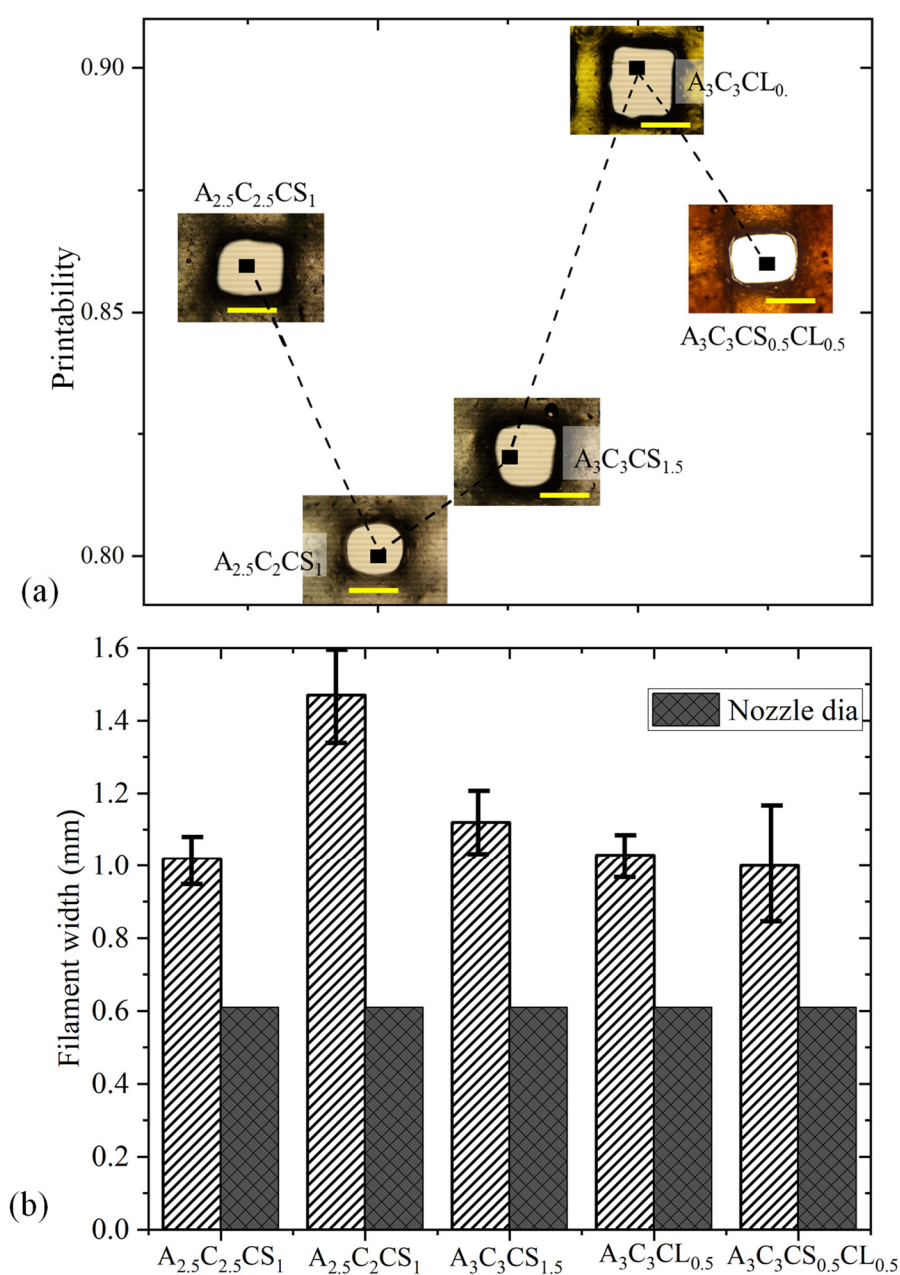 0.90
A₃C₃CL₀.
A₂.₅C₂.₅CS₁
Printability
0.85
A₃C₃CS₀.₅CL₀.₅
A₃C₃CS₁.₅
0.80
A₂.₅C₂CS₁
(a)
1.6
Nozzle dia
1.4
1.2
1.0
Filament width (mm)
0.8
0.6
0.4
0.2
(b)
0.0
A₂.₅C₂.₅CS₁ A₂.₅C₂CS₁ A₃C₃CS₁.₅ A₃C₃CL₀.₅ A₃C₃CS₀.₅CL₀.₅